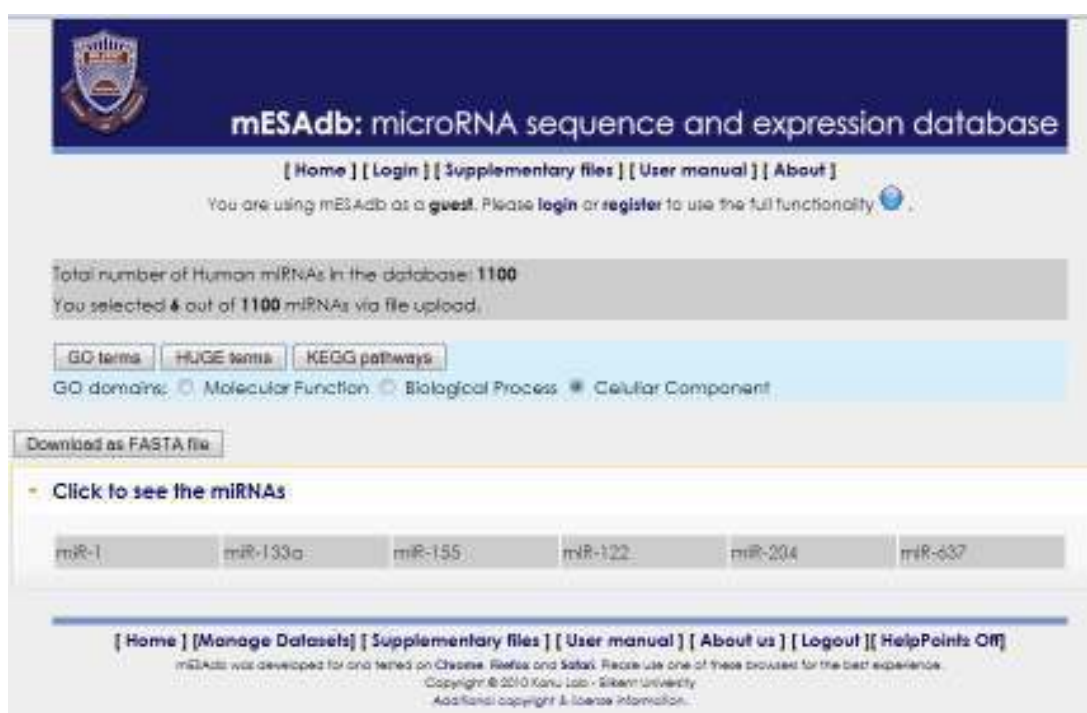 mESAdb: microRNA sequence and expression database
[ Home ] [ Login ] [ Supplementary files ] [ User manual ] [ About ]
You are using mESAdb as a guest. Please login or register to use the full functionality .
Total number of Human miRNAs in the database: 1100
You selected 6 out of 1100 miRNAs via file upload.
GO terms HUGE terms KEGG pathways
GO domains: Molecular Function Biological Process Celullar Component
Download as FASTA file
- Click to see the miRNAs
miR-1 miR-133a miR-155 miR-122 miR-204 miR-637
[ Home ] [Manage Datasets] [ Supplementary files ] [ User manual ] [ About us ] [ Logout ][ HelpPoints Off]
mESAdb was developed for and tested on Chrome, Firefox and Safari. Please use one of these browsers for the best experience.
Copyright © 2010 Konu Lab - Bilkent University
Additional copyright & license information.